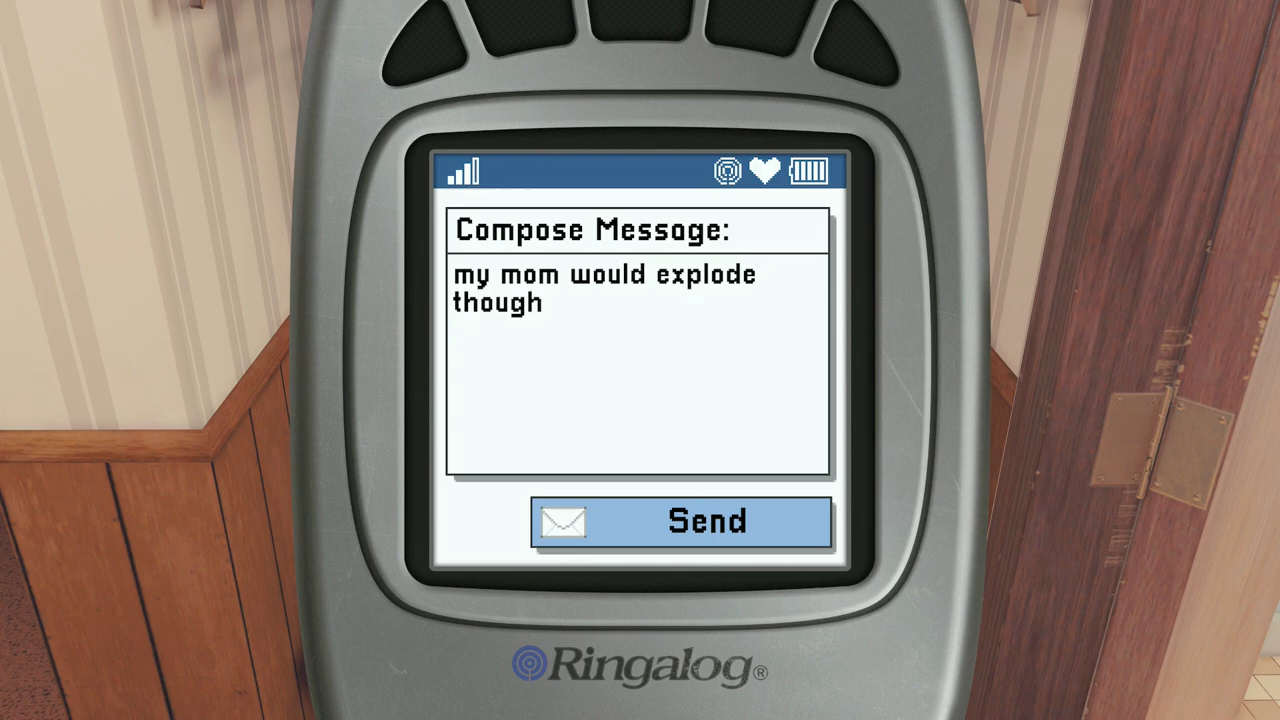 Compose Message:
my mom would explode
though
Send
Ringalog®